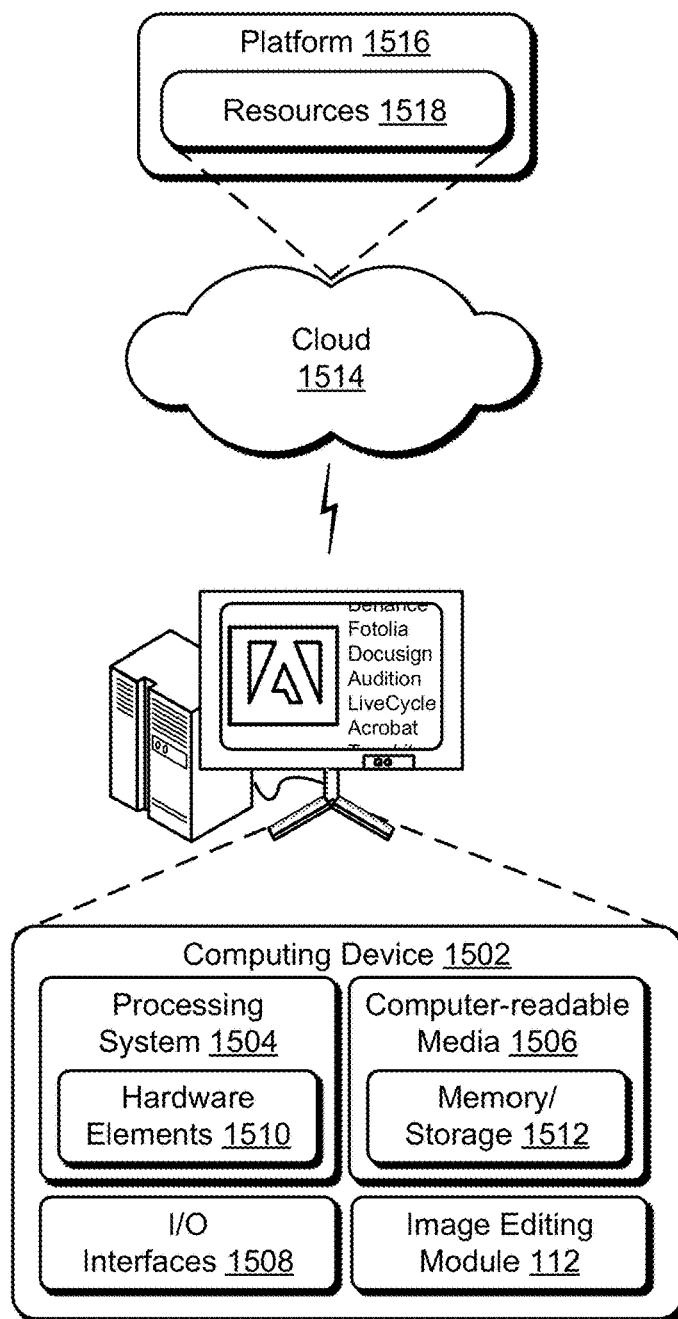 Platform 1516
Resources 1518
Cloud
1514
Defiance
Fotolia
Docusign
Audition
LiveCycle
Acrobat
Computing Device 1502
Processing
System 1504
Hardware
Elements 1510
Computer-readable
Media 1506
Memory/
Storage 1512
I/O
Interfaces 1508
Image Editing
Module 112